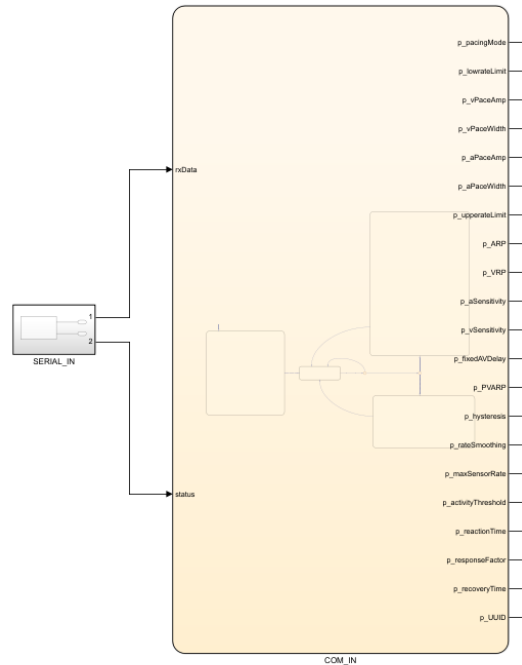 p_pacingMode
p_lowrateLimit
p_vPaceAmp
p_vPaceWidth
p_aPaceAmp
rxData
p_aPaceWidth
p_upperateLimit
p_ARP
p_VRP
p_aSensitivity
1
p_vSensitivity
2
p_fixedAVDelay
SERIAL_IN
p_PVARP
p_hysteresis
p_rateSmoothing
p_maxSensorRate
status
p_activityThreshold
p_reactionTime
p_responseFactor
p_recoveryTime
p_UUID
COM_IN